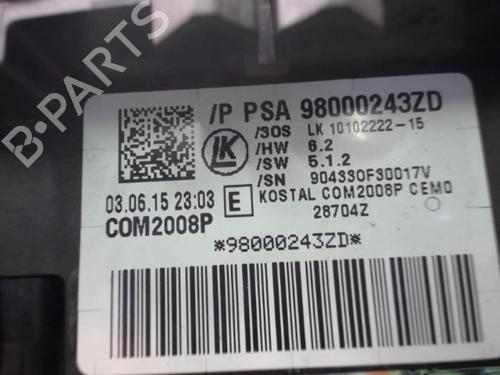 /P PSA 98000243ZD
/SOS LK 10102222-15
/HW 6.2
/SW 5.1.2
/SN 904330F30017V
KOSTAL COM2008P CEMO
28704Z
LK
03.06.15 23:03
E
COM2008P
*98000243ZD*
B-PARTS